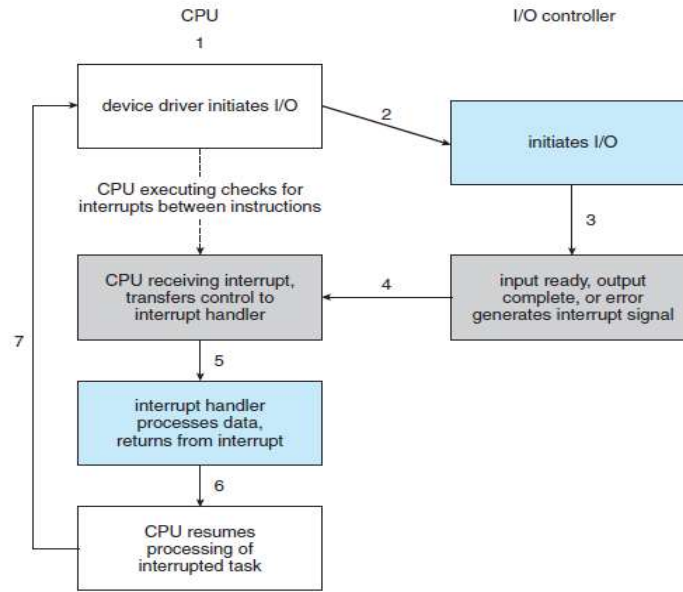 CPU
I/O controller
1
device driver initiates I/O
2
initiates I/O
CPU executing checks for
interrupts between instructions
3
CPU receiving interrupt,
transfers control to
interrupt handler
4
input ready, output
complete, or error
generates interrupt signal
7
5
interrupt handler
processes data,
returns from interrupt
6
CPU resumes
processing of
interrupted task